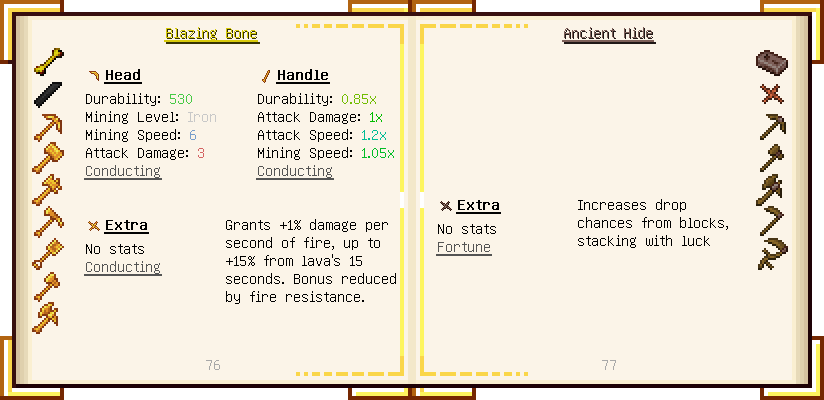 Blazing Bone
Head
Durability: 530
Mining Level: Iron
Mining Speed: 6
Attack Damage: 3
Conducting
Handle
Durability: 0.85x
Attack Damage: 1x
Attack Speed: 1.2x
Mining Speed: 1.05x
Conducting
Extra
No stats
Conducting
Grants +1% damage per
second of fire, up to
+15% from lava's 15
seconds. Bonus reduced
by fire resistance.
76
Ancient Hide
Extra
No stats
Fortune
Increases drop
chances from blocks,
stacking with luck
77